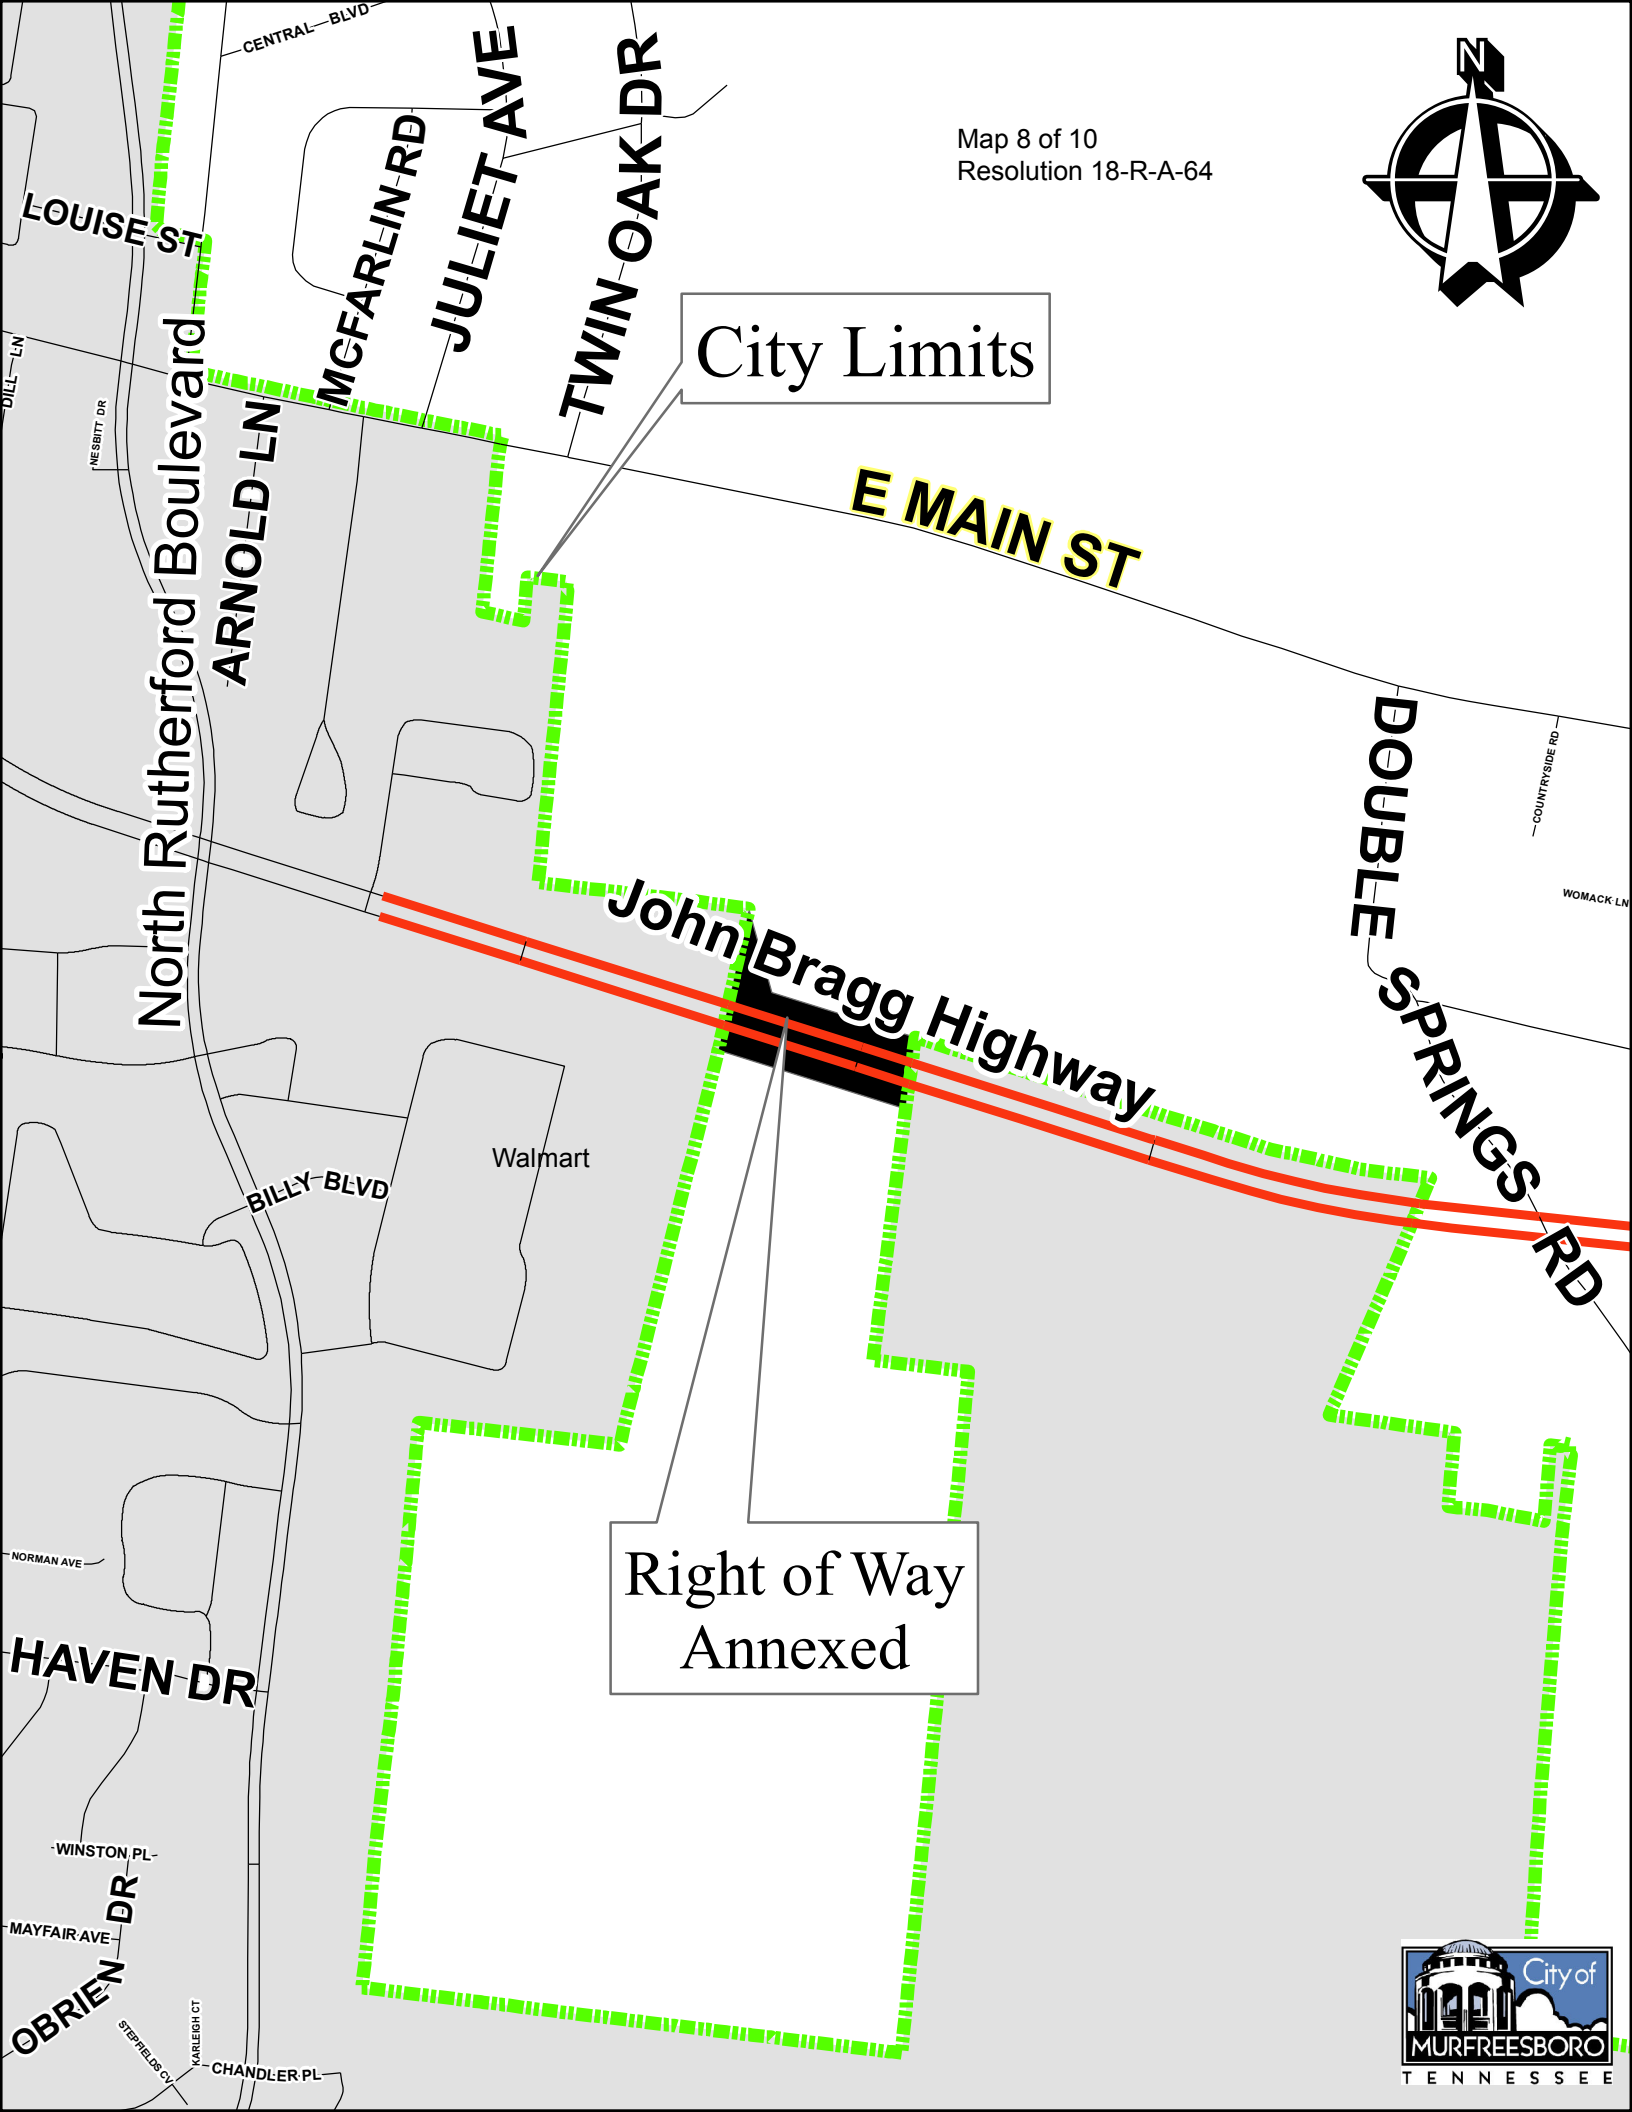 CENTRAL BLVD
JULIET AVE
TWIN OAK DR
MCFARLIN RD
N
Map 8 of 10
Resolution 18-R-A-64
LOUISE ST
City Limits
DILL LN
NESBITT DR
North Rutherford Boulevard
ARNOLD LN
E MAIN ST
DOUBLE SPRINGS RD
COUNTRYSIDE RD
WOMACK LN
John Bragg Highway
Walmart
BILLY BLVD
Right of Way
Annexed
NORMAN AVE
HAVEN DR
WINSTON PL
MAYFAIR AVE
OBRIEN DR
STEPFIELDS CV
KARLEIGH CT
CHANDLER PL
City of
MURFREESBORO
TENNESSEE